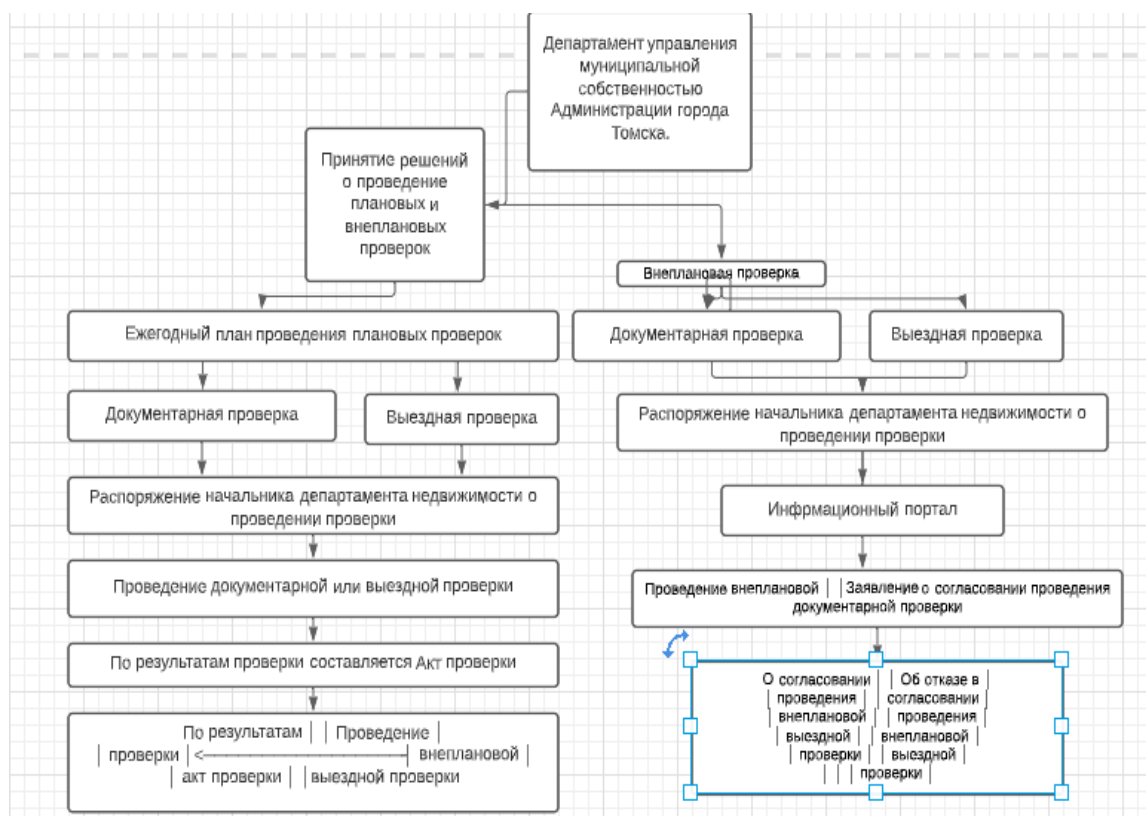 Департамент управления
муниципальной
собственностью
Администрации города
Томска.
Принятие решений
о проведение
плановых и
внеплановых
проверок
Внеплановая проверка
Ежегодный план проведения плановых проверок
Документарная проверка
Выездная проверка
Документарная проверка
Выездная проверка
Распоряжение начальника департамента недвижимости о
проведении проверки
Распоряжение начальника департамента недвижимости о
проведении проверки
Инфрмационный портал
Проведение документарной или выездной проверки
Проведение внеплановой | | Заявление о согласовании проведения
документарной проверки
По результатам проверки составляется Акт проверки
О согласовании | | Об отказе в |
| проведения | | согласовании
| внеплановой | | проведения |
| выездной | | внеплановой |
| проверки | | выездной |
| | | проверки |
По результатам | | Проведение |
| проверки | <----------------------| внеплановой |
акт проверки | | выездной проверки